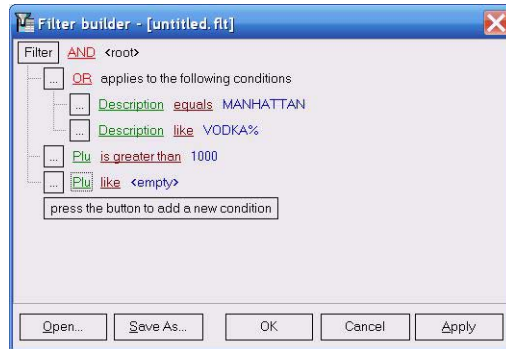 Filter builder - [untitled.flt]
Filter AND <root>
... OR applies to the following conditions
... Description equals MANHATTAN
... Description like VODKA%
... Plu is greater than 1000
... Plu like <empty>
press the button to add a new condition
Open... Save As... OK Cancel Apply